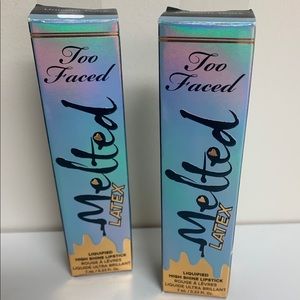 Too
Faced
Melted
LATEX
LIQUIFIED
HIGH SHINE LIPSTICK
ROUGE À LÈVRES
LIQUIDE ULTRA BRILLANT
Too
Faced
Melted
LATEX
LIQUIFIED
HIGH SHINE LIPSTICK
ROUGE À LÈVRES
LIQUIDE ULTRA BRILLANT